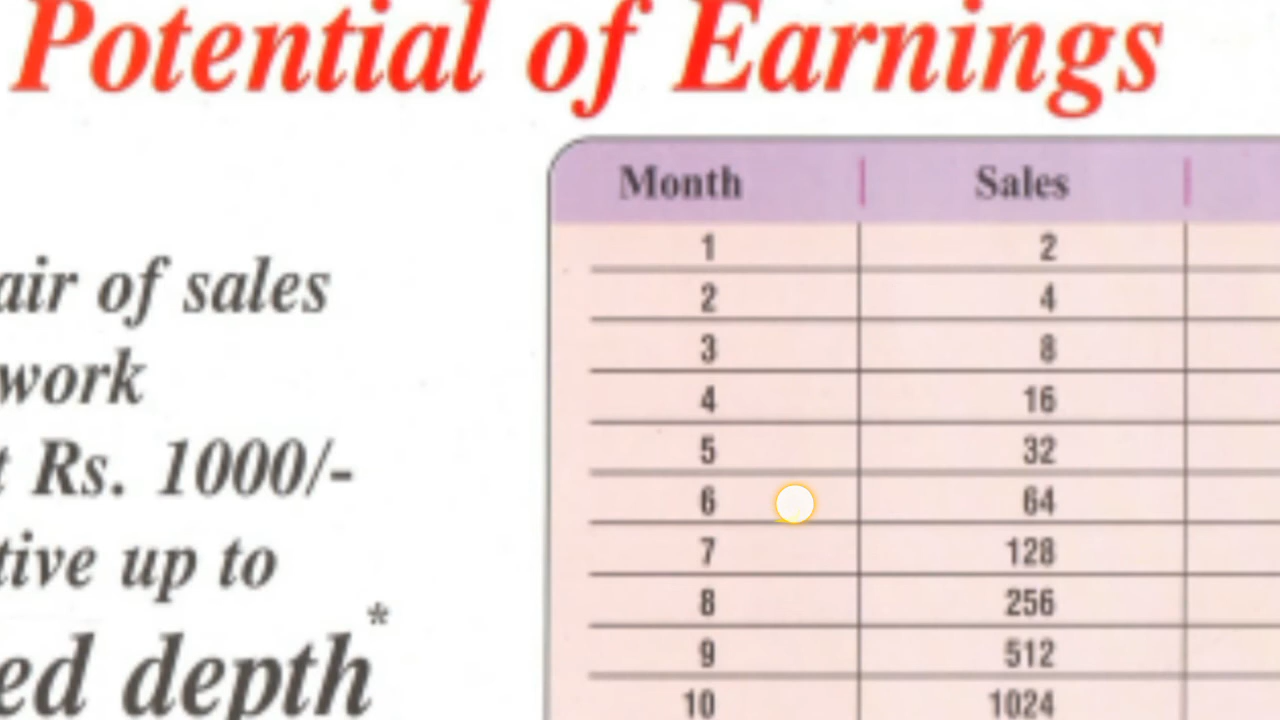 Potential of Earnings
air of sales
work
t Rs. 1000/-
tive up to
ed depth*
Month Sales
1 2
2 4
3 8
4 16
5 32
6 64
7 128
8 256
9 512
10 1024